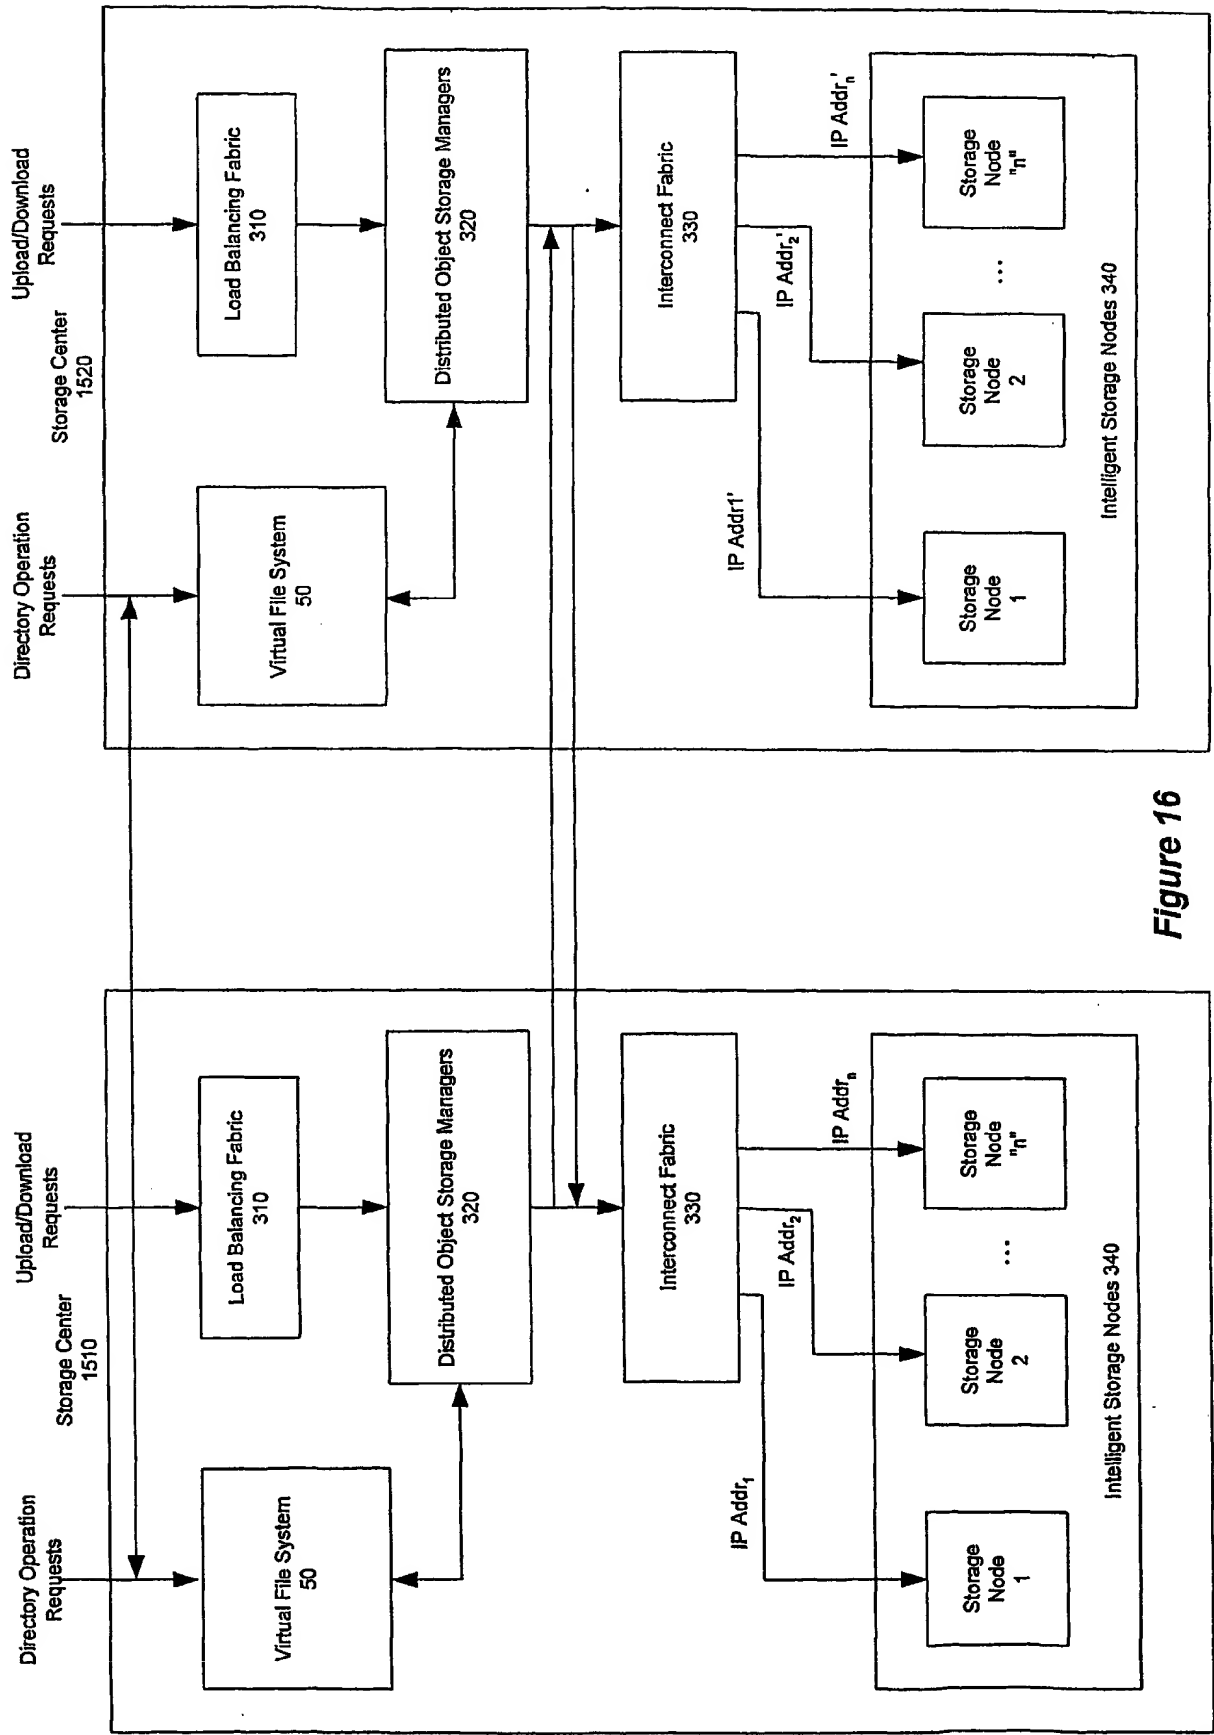 Directory Operation
Requests
Storage Center
1510
Upload/Download
Requests
Virtual File System
50
Load Balancing Fabric
310
Distributed Object Storage Managers
320
Interconnect Fabric
330
IP Addr₁
IP Addr₂
IP Addrₙ
Storage
Node
1
Storage
Node
2
...
Storage
Node
"n"
Intelligent Storage Nodes 340
Directory Operation
Requests
Storage Center
1520
Upload/Download
Requests
Virtual File System
50
Load Balancing Fabric
310
Distributed Object Storage Managers
320
Interconnect Fabric
330
IP Addr1'
IP Addr₂'
IP Addrₙ'
Storage
Node
1
Storage
Node
2
...
Storage
Node
"n"
Intelligent Storage Nodes 340
Figure 16